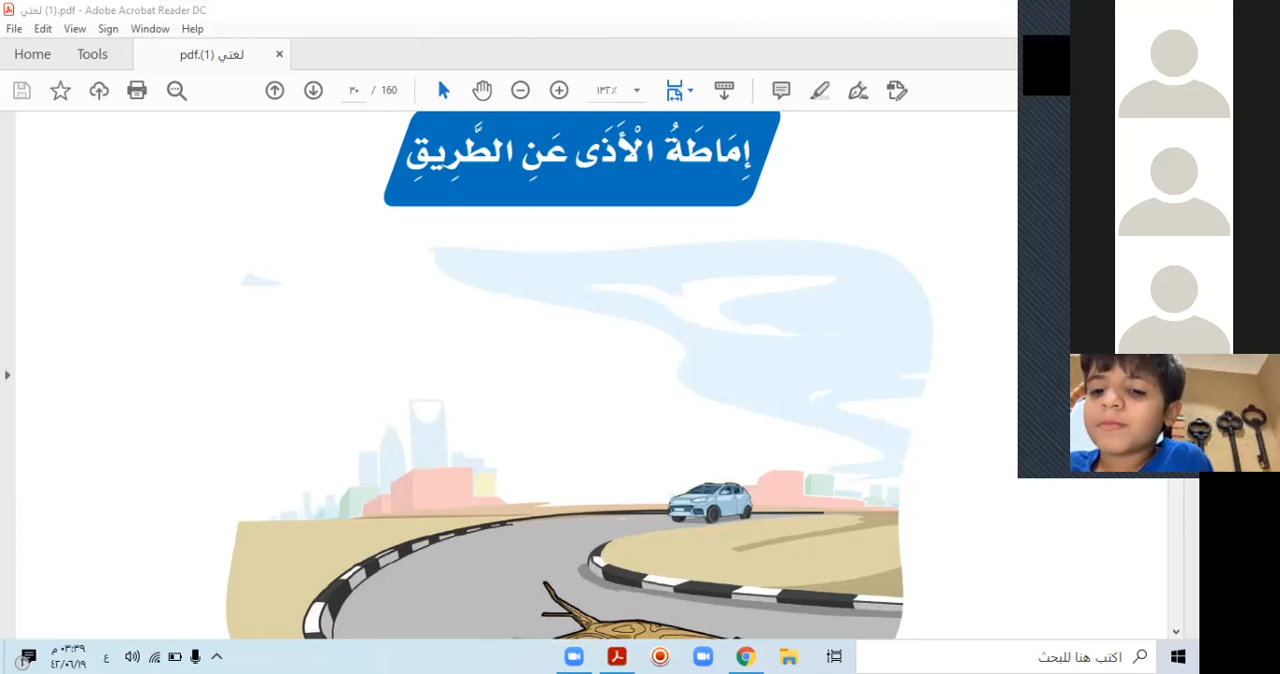 لغتي (1).pdf - Adobe Acrobat Reader DC
File Edit View Sign Window Help
Home Tools لغتي (1).pdf ×
٣٠ / 160 ١٣٢٪
إِمَاطَةُ الْأَذَى عَنِ الطَّرِيقِ
٠٣:٣٩ م
٤٢/٠٦/١٩
ع
اكتب هنا للبحث